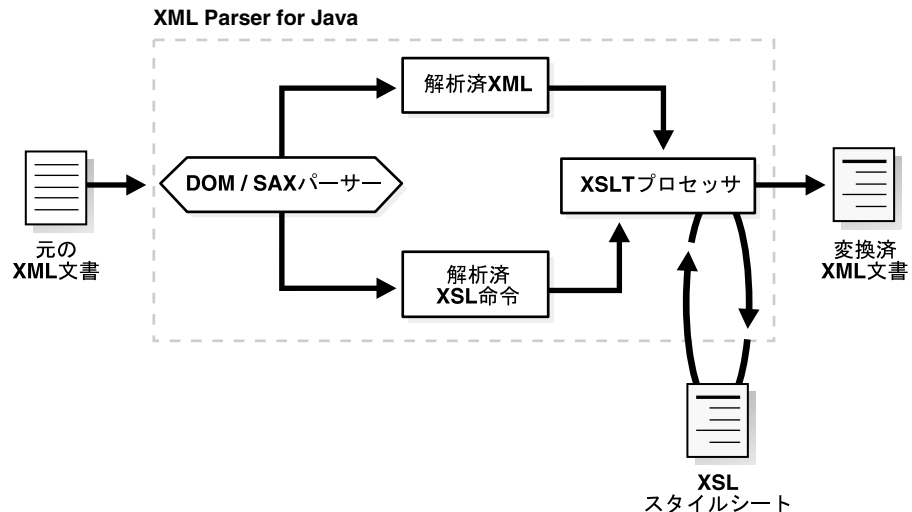 XML Parser for Java
解析済XML
DOM / SAXパーサー
XSLTプロセッサ
元の
XML文書
解析済
XSL命令
変換済
XML文書
XSL
スタイルシート